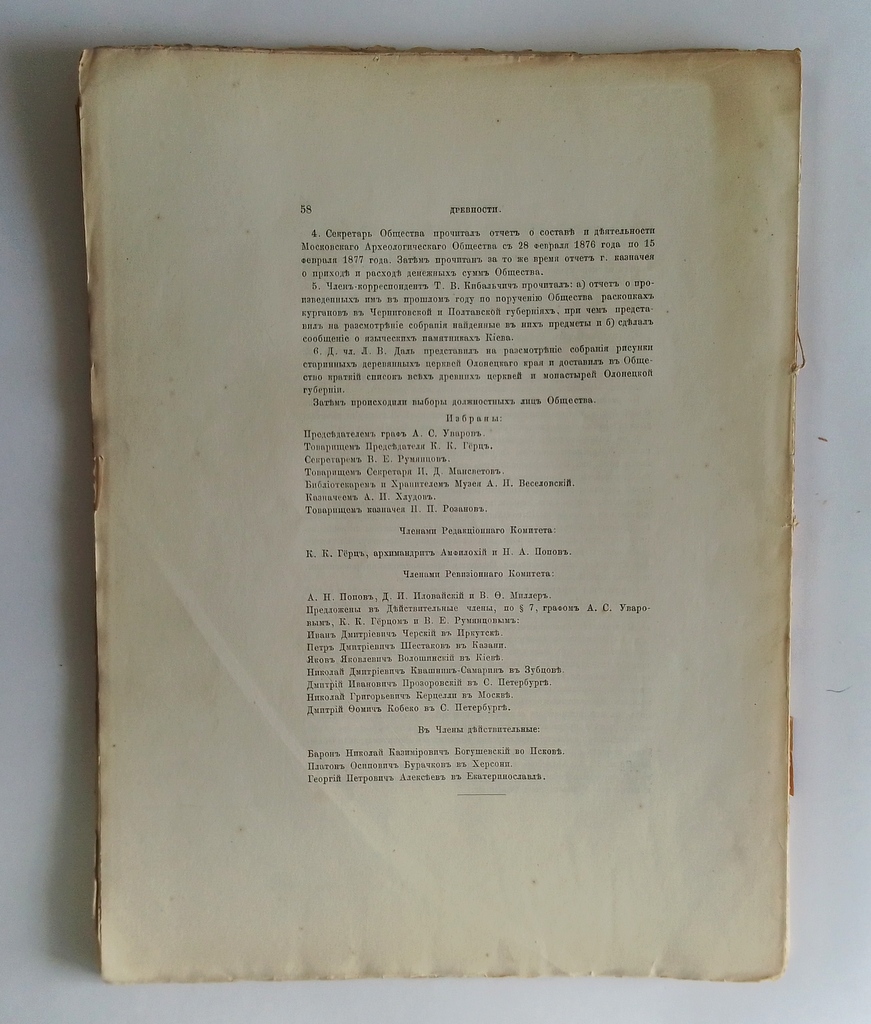 58
ДРЕВНОСТИ.
4. Секретарь Общества прочиталъ отчетъ о составѣ и дѣятельности
Московскаго Археологическаго Общества съ 28 февраля 1876 года по 15
февраля 1877 года. Затѣмъ прочитанъ за то же время отчетъ г. казначея
о приходѣ и расходѣ денежныхъ суммъ Общества.
5. Членъ-корреспондентъ Т. В. Кибальчичъ прочиталъ: а) отчетъ о про-
изведенныхъ имъ въ прошломъ году по порученію Общества раскопкахъ
кургановъ въ Черниговской и Полтавской губерніяхъ, при чемъ предста-
вилъ на разсмотрѣніе собранія найденные въ нихъ предметы и б) сдѣлалъ
сообщеніе о языческихъ памятникахъ Кіева.
6. Д. чл. Л. В. Даль представилъ на разсмотрѣніе собранія рисунки
старинныхъ деревянныхъ церквей Олонецкаго края и доставилъ въ Обще-
ство краткій списокъ всѣхъ древнихъ церквей и монастырей Олонецкой
губерніи.
Затѣмъ происходили выборы должностныхъ лицъ Общества.
Избраны:
Предсѣдателемъ графъ А. С. Уваровъ.
Товарищемъ Предсѣдателя К. К. Гёрцъ.
Секретаремъ В. Е. Румянцовъ.
Товарищемъ Секретаря И. Д. Мансветовъ.
Библіотекаремъ и Хранителемъ Музея А. Н. Веселовскій.
Казначеемъ А. И. Хлудовъ.
Товарищемъ казначея Н. П. Розановъ.
Членами Редакціоннаго Комитета:
К. К. Гёрцъ, архимандритъ Амфилохій и Н. А. Поповъ.
Членами Ревизіоннаго Комитета:
А. Н. Поповъ, Д. И. Иловайскій и В. Ѳ. Миллеръ.
Предложены въ Дѣйствительные члены, по § 7, графомъ А. С. Уваро-
вымъ, К. К. Гёрцомъ и В. Е. Румянцовымъ:
Иванъ Дмитріевичъ Черскій въ Иркутскѣ.
Петръ Дмитріевичъ Шестаковъ въ Казани.
Яковъ Яковлевичъ Волошинскій въ Кіевѣ.
Николай Дмитріевичъ Квашнинъ-Самаринъ въ Зубцовѣ.
Дмитрій Ивановичъ Прозоровскій въ С. Петербургѣ.
Николай Григорьевичъ Керцелли въ Москвѣ.
Дмитрій Ѳомичъ Кобеко въ С. Петербургѣ.
Въ Члены дѣйствительные:
Баронъ Николай Казиміровичъ Богушевскій во Псковѣ.
Платонъ Осиповичъ Бурачковъ въ Херсони.
Георгій Петровичъ Алексѣевъ въ Екатеринославлѣ.